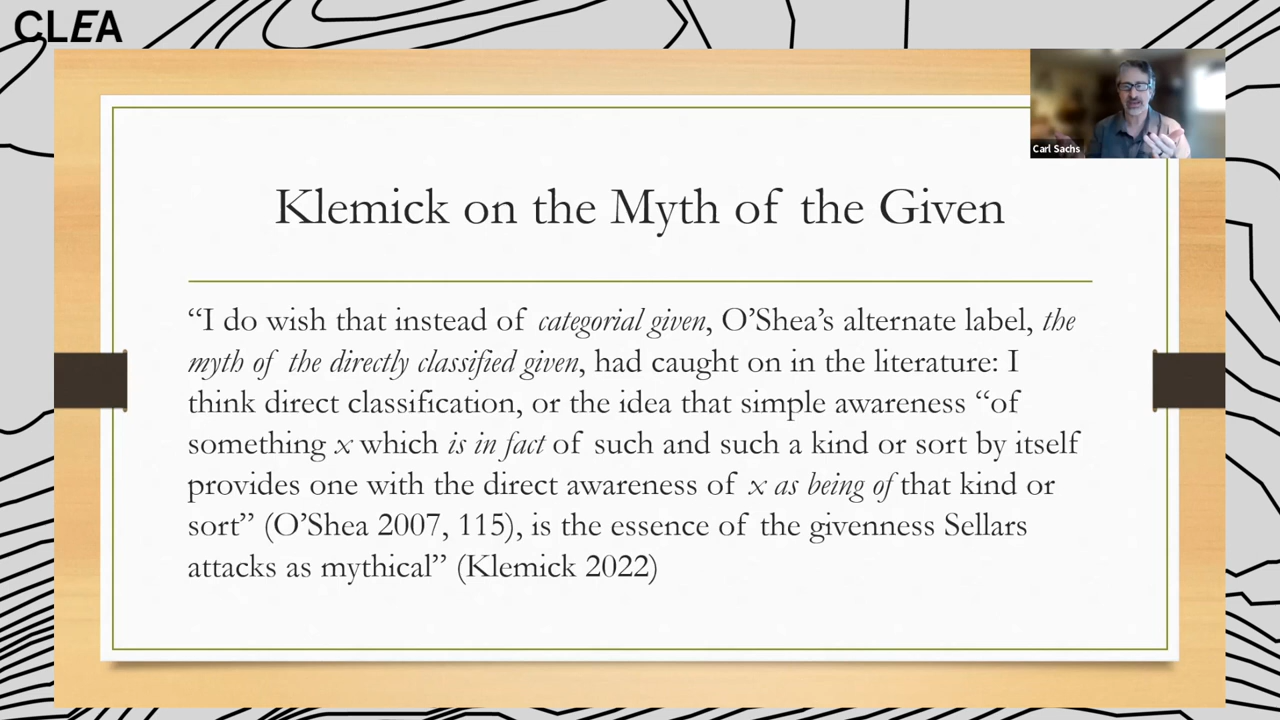 CLEA
Carl Sachs
Klemick on the Myth of the Given
“I do wish that instead of categorial given, O’Shea’s alternate label, the
myth of the directly classified given, had caught on in the literature: I
think direct classification, or the idea that simple awareness “of
something x which is in fact of such and such a kind or sort by itself
provides one with the direct awareness of x as being of that kind or
sort” (O’Shea 2007, 115), is the essence of the givenness Sellars
attacks as mythical” (Klemick 2022)